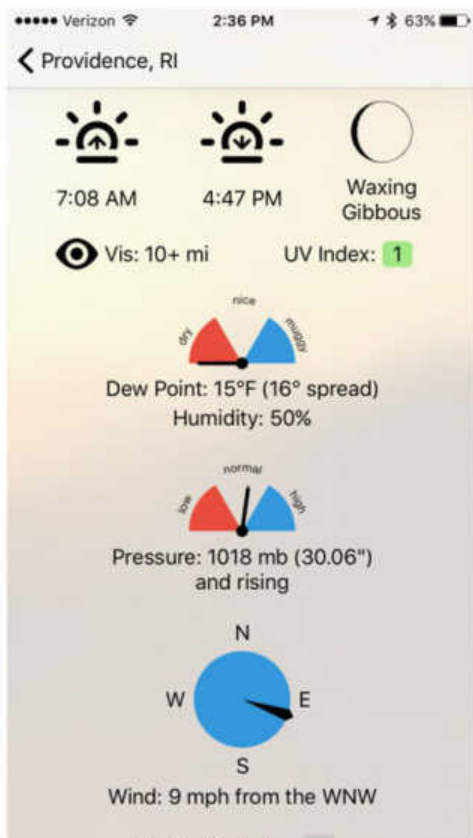 Verizon 2:36 PM 63%
Providence, RI
7:08 AM 4:47 PM Waxing
Gibbous
Vis: 10+ mi UV Index: 1
nice
dry muggy
Dew Point: 15°F (16° spread)
Humidity: 50%
normal
low high
Pressure: 1018 mb (30.06")
and rising
N
W E
S
Wind: 9 mph from the WNW